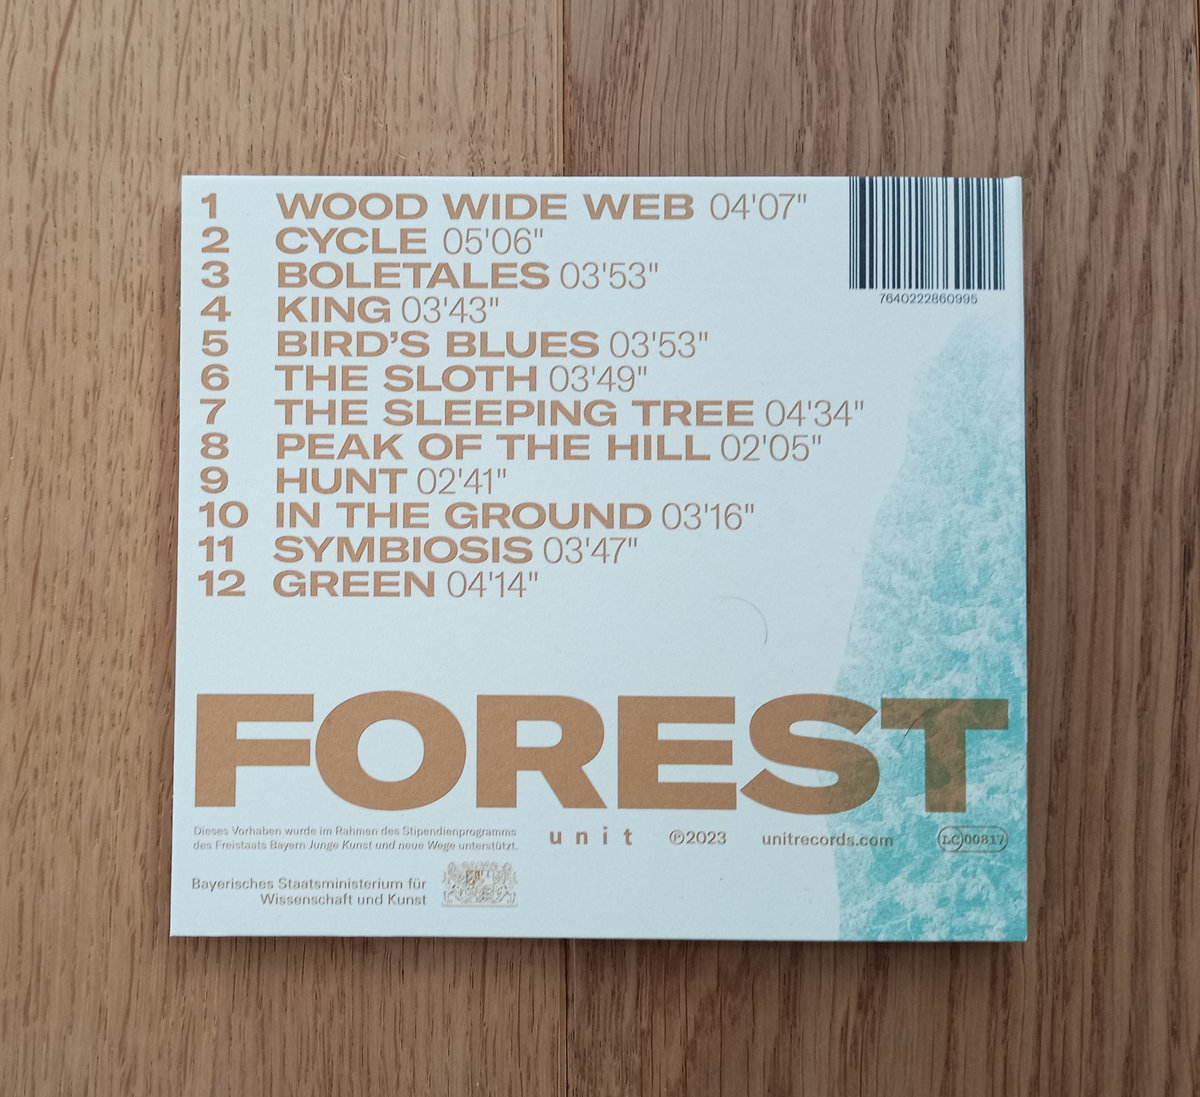 1 WOOD WIDE WEB 04'07"
2 CYCLE 05'06"
3 BOLETALES 03'53"
4 KING 03'43"
5 BIRD’S BLUES 03'53"
6 THE SLOTH 03'49"
7 THE SLEEPING TREE 04'34"
8 PEAK OF THE HILL 02'05"
9 HUNT 02'41"
10 IN THE GROUND 03'16"
11 SYMBIOSIS 03'47"
12 GREEN 04'14"
7640222860995
FOREST
Dieses Vorhaben wurde im Rahmen des Stipendienprogramms
des Freistaats Bayern Junge Kunst und neue Wege unterstützt.
unit ℗2023 unitrecords.com LC 00817
Bayerisches Staatsministerium für
Wissenschaft und Kunst